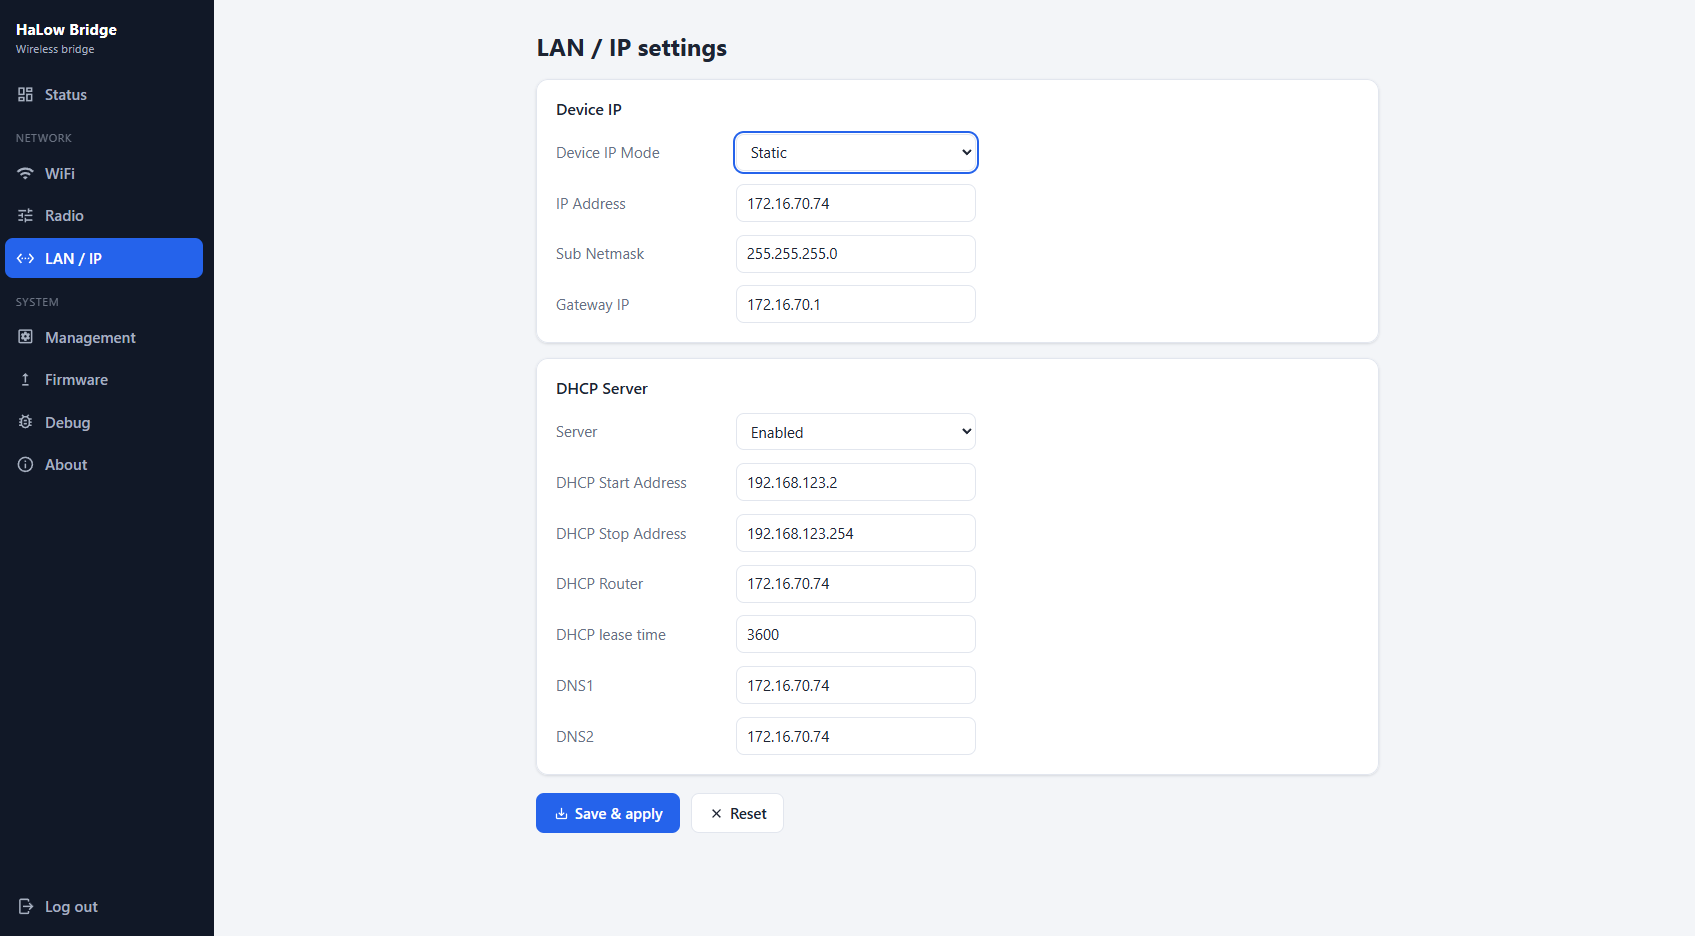 HaLow Bridge
Wireless bridge
Status
NETWORK
WiFi
Radio
LAN / IP
SYSTEM
Management
Firmware
Debug
About
Log out
LAN / IP settings
Device IP
Device IP Mode Static
IP Address 172.16.70.74
Sub Netmask 255.255.255.0
Gateway IP 172.16.70.1
DHCP Server
Server Enabled
DHCP Start Address 192.168.123.2
DHCP Stop Address 192.168.123.254
DHCP Router 172.16.70.74
DHCP lease time 3600
DNS1 172.16.70.74
DNS2 172.16.70.74
Save & apply Reset